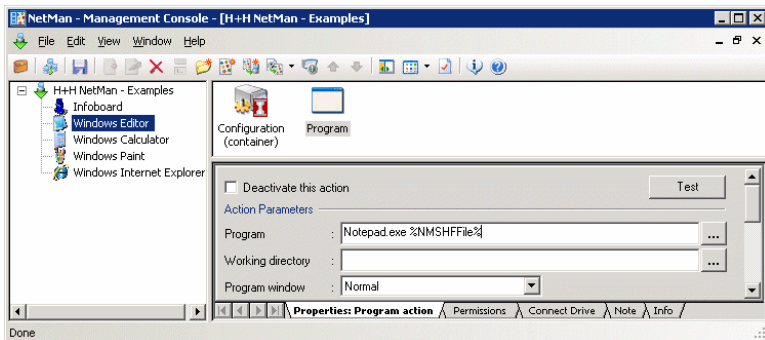 NetMan - Management Console - [H+H NetMan - Examples]
File Edit View Window Help
H+H NetMan - Examples
Infoboard
Windows Editor
Windows Calculator
Windows Paint
Windows Internet Explorer
Configuration
(container)
Program
Deactivate this action
Test
Action Parameters
Program : Notepad.exe %NMSHFFile% ...
Working directory : ...
Program window : Normal
Properties: Program action Permissions Connect Drive Note Info
Done